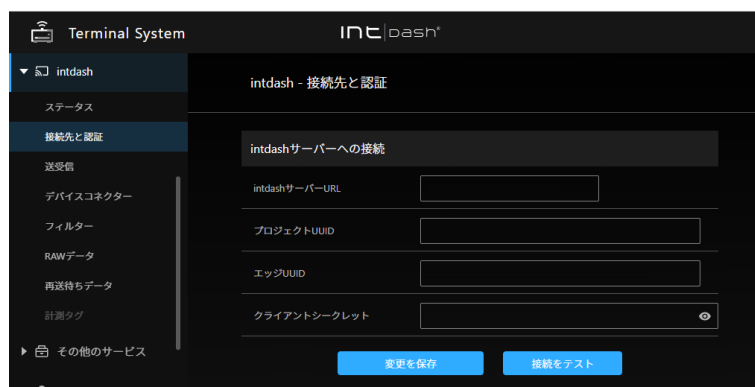 Terminal System
intdash
intdash
ステータス
接続先と認証
送受信
デバイスコネクター
フィルター
RAWデータ
再送待ちデータ
計測タグ
その他のサービス
intdash - 接続先と認証
intdashサーバーへの接続
intdashサーバーURL
プロジェクトUUID
エッジUUID
クライアントシークレット
変更を保存 接続をテスト